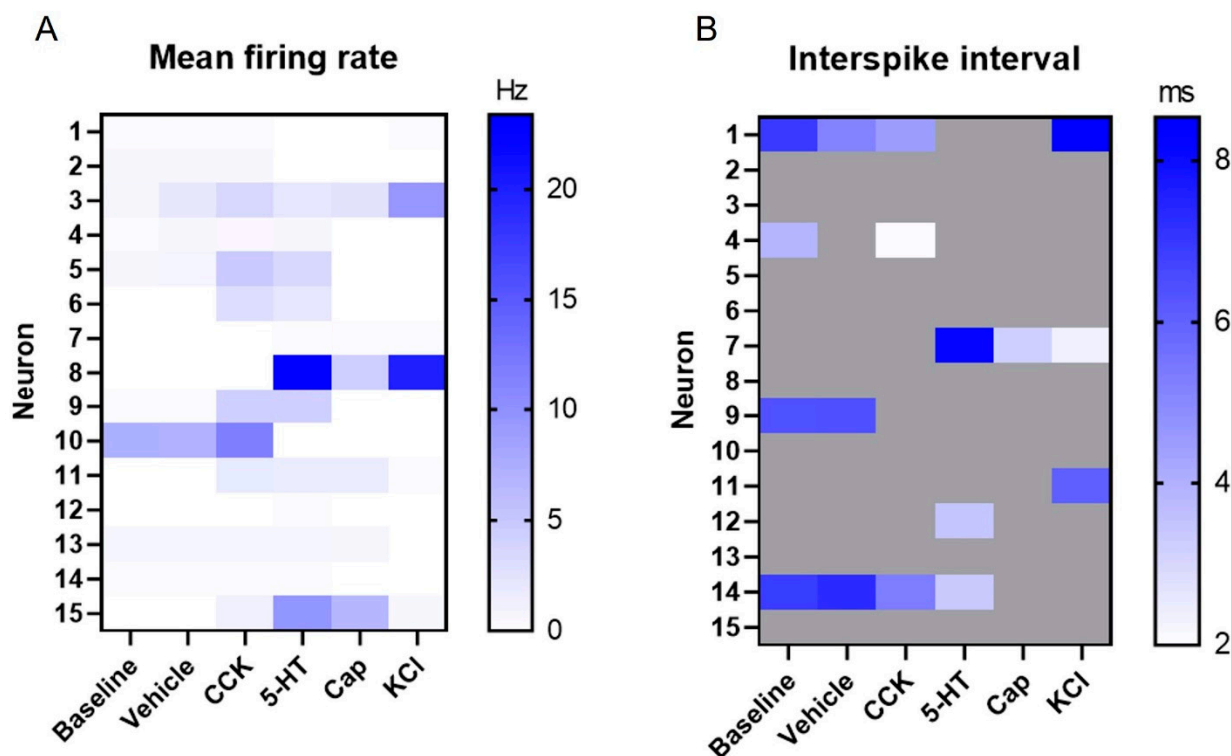 A
Mean firing rate
Hz
Neuron
1
2
3
4
5
6
7
8
9
10
11
12
13
14
15
20
15
10
5
0
Baseline
Vehicle
CCK
5-HT
Cap
KCl
B
Interspike interval
ms
Neuron
1
2
3
4
5
6
7
8
9
10
11
12
13
14
15
8
6
4
2
Baseline
Vehicle
CCK
5-HT
Cap
KCl